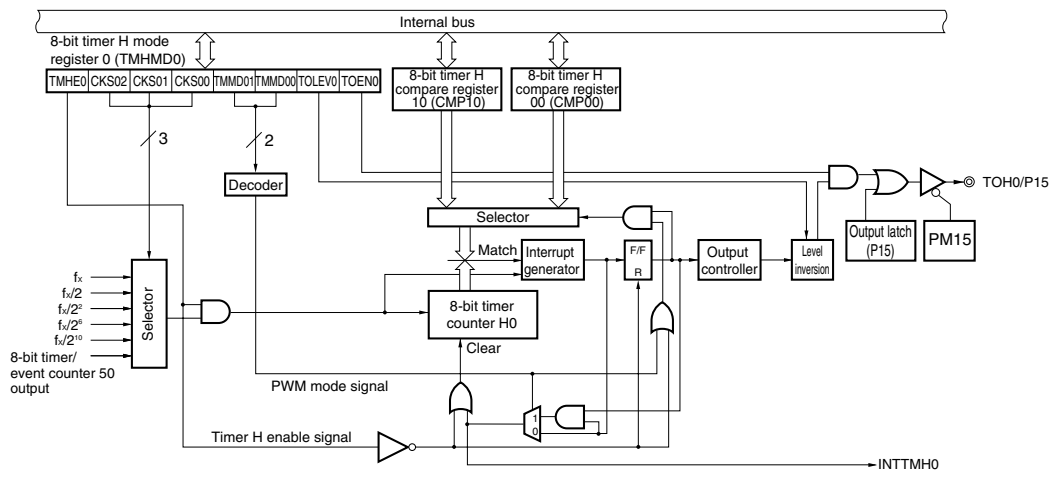 Internal bus
8-bit timer H mode
register 0 (TMHMD0)
TMHE0 CKS02 CKS01 CKS00 TMMD01 TMMD00 TOLEV0 TOEN0
8-bit timer H
compare register
10 (CMP10)
8-bit timer H
compare register
00 (CMP00)
3
2
Decoder
TOH0/P15
Selector
Output latch
(P15)
PM15
Match
Interrupt
generator
F/F
R
Output
controller
Level
inversion
fx
fx/2
fx/2²
fx/2⁶
fx/2¹⁰
8-bit timer/
event counter 50
output
Selector
8-bit timer
counter H0
Clear
PWM mode signal
1
0
Timer H enable signal
INTTMH0